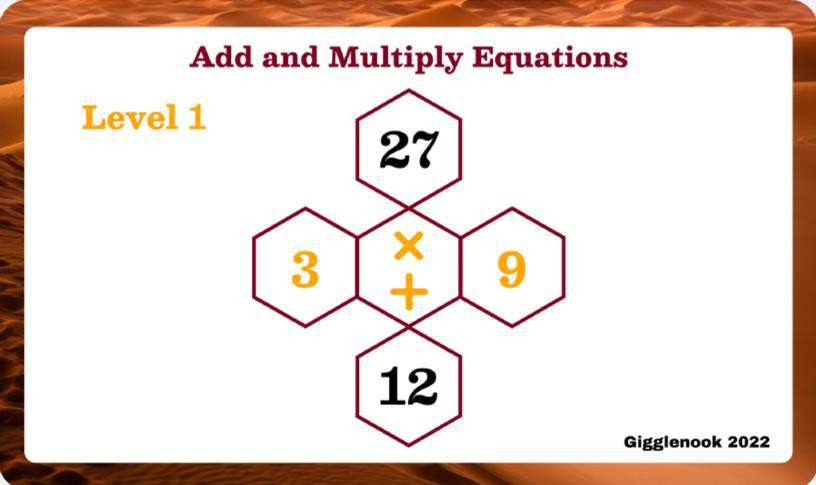 Add and Multiply Equations
Level 1
27
×
3 + 9
12
Gigglenook 2022